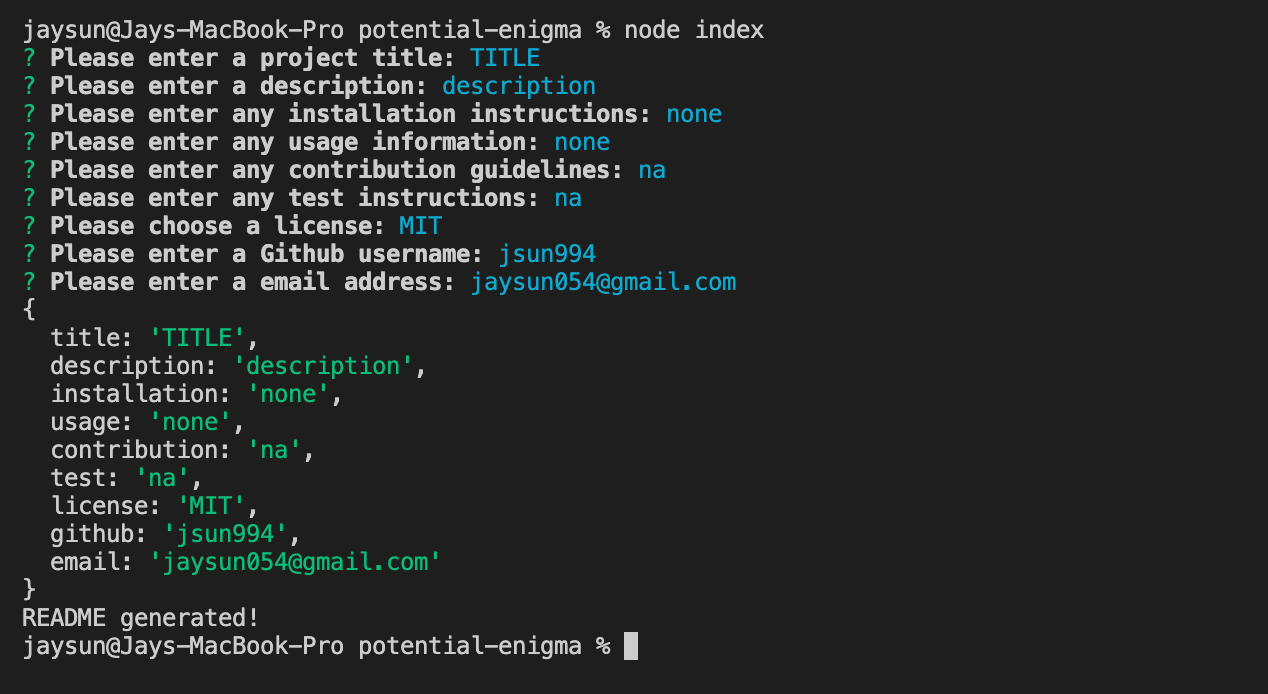 jaysun@Jays-MacBook-Pro potential-enigma % node index
? Please enter a project title: TITLE
? Please enter a description: description
? Please enter any installation instructions: none
? Please enter any usage information: none
? Please enter any contribution guidelines: na
? Please enter any test instructions: na
? Please choose a license: MIT
? Please enter a Github username: jsun994
? Please enter a email address: jaysun054@gmail.com
{
  title: 'TITLE',
  description: 'description',
  installation: 'none',
  usage: 'none',
  contribution: 'na',
  test: 'na',
  license: 'MIT',
  github: 'jsun994',
  email: 'jaysun054@gmail.com'
}
README generated!
jaysun@Jays-MacBook-Pro potential-enigma %